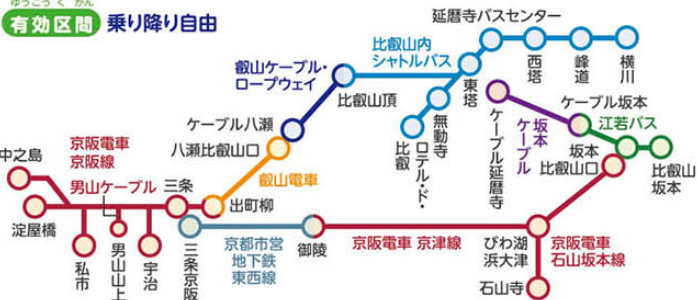 ゆうこうくかん
有効区間 乗り降り自由
延暦寺バスセンター
比叡山内
シャトルバス
叡山ケーブル・
ロープウェイ
西塔
峰道
横川
東塔
比叡山頂
ケーブル坂本
ケーブル八瀬
無動寺
坂本
ケーブル
江若バス
中之島
京阪電車
京阪線
八瀬比叡山口
ロテル・ド・
比叡
ケーブル延暦寺
坂本
比叡山口
男山ケーブル
三条
叡山電車
比叡山
坂本
淀屋橋
出町柳
京都市営
地下鉄
東西線
御陵
京阪電車 京津線
びわ湖
浜大津
京阪電車
石山坂本線
私市
男山山上
宇治
三条京阪
石山寺